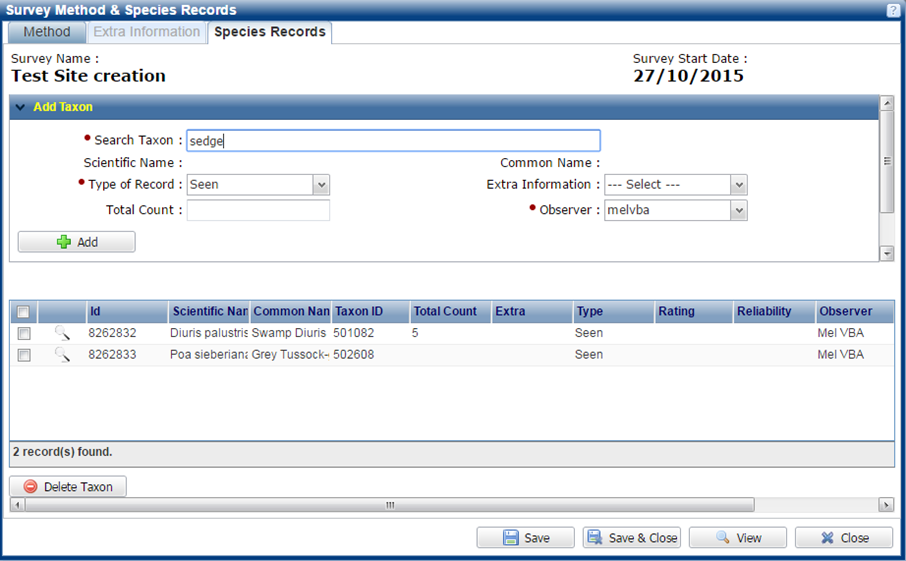 Survey Method & Species Records ?
Method Extra Information Species Records
Survey Name : Survey Start Date :
Test Site creation 27/10/2015
Add Taxon
• Search Taxon : sedge
Scientific Name : Common Name :
• Type of Record : Seen Extra Information : --- Select ---
Total Count : • Observer : melvba
Add
Id Scientific Nar Common Nan Taxon ID Total Count Extra Type Rating Reliability Observer
8262832 Diuris palustris Swamp Diuris 501082 5 Seen Mel VBA
8262833 Poa sieberiana Grey Tussock- 502608 Seen Mel VBA
2 record(s) found.
Delete Taxon
Save Save & Close View Close